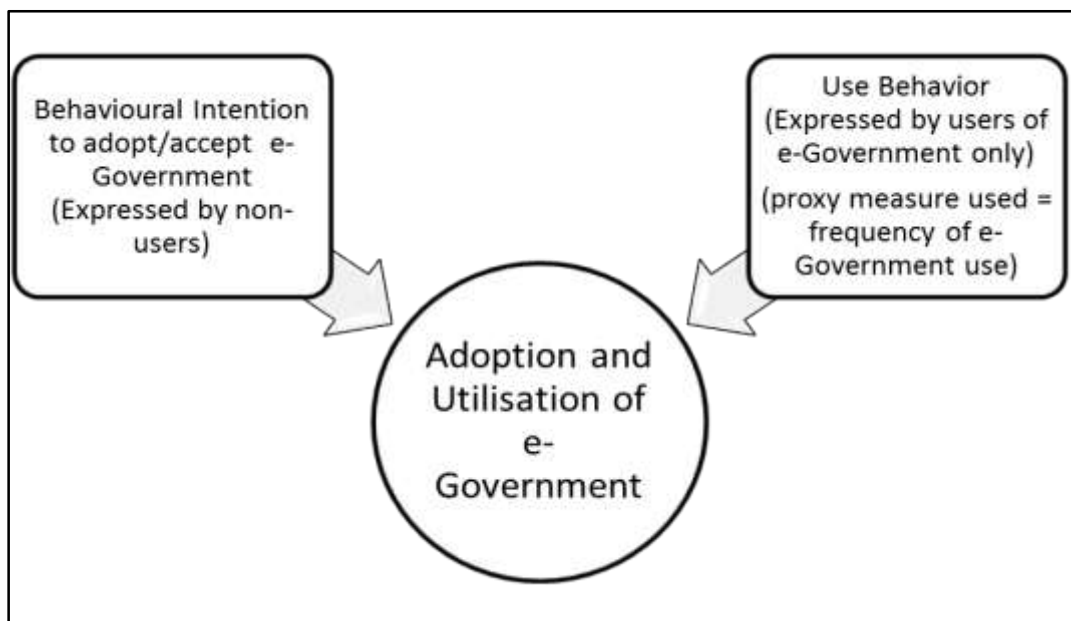 Behavioural Intention
to adopt/accept e-
Government
(Expressed by non-
users)
Use Behavior
(Expressed by users of
e-Government only)
(proxy measure used =
frequency of e-
Government use)
Adoption and
Utilisation of
e-
Government